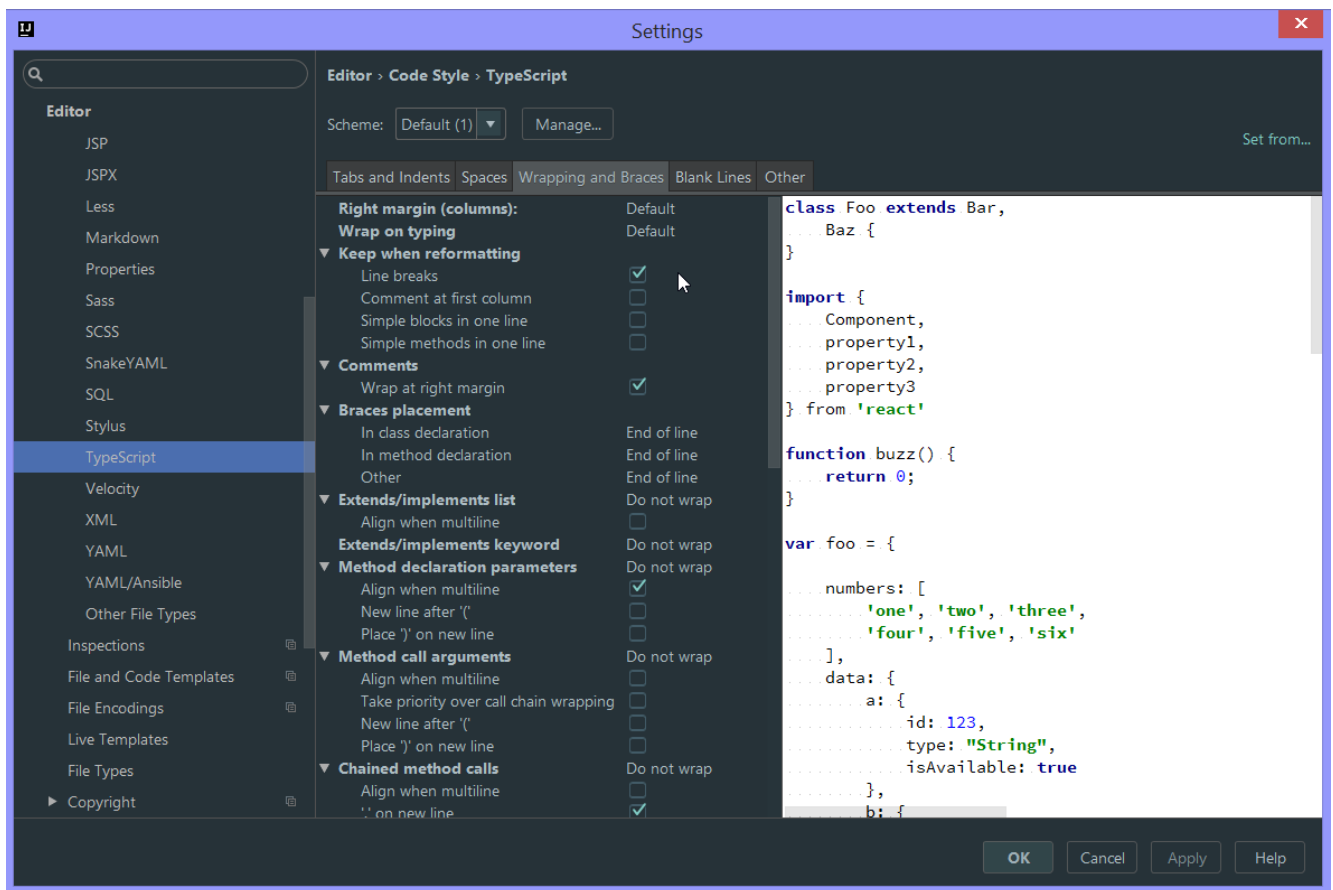 IJ
Settings
Editor › Code Style › TypeScript
Editor
JSP
JSPX
Less
Markdown
Properties
Sass
SCSS
SnakeYAML
SQL
Stylus
TypeScript
Velocity
XML
YAML
YAML/Ansible
Other File Types
Inspections
File and Code Templates
File Encodings
Live Templates
File Types
Copyright
Scheme: Default (1) Manage...
Set from...
Tabs and Indents Spaces Wrapping and Braces Blank Lines Other
Right margin (columns): Default
Wrap on typing Default
Keep when reformatting
Line breaks
Comment at first column
Simple blocks in one line
Simple methods in one line
Comments
Wrap at right margin
Braces placement
In class declaration End of line
In method declaration End of line
Other End of line
Extends/implements list Do not wrap
Align when multiline
Extends/implements keyword Do not wrap
Method declaration parameters Do not wrap
Align when multiline
New line after '('
Place ')' on new line
Method call arguments Do not wrap
Align when multiline
Take priority over call chain wrapping
New line after '('
Place ')' on new line
Chained method calls Do not wrap
Align when multiline
'.' on new line
class Foo extends Bar,
Baz {
}
import {
Component,
property1,
property2,
property3
} from 'react'
function buzz() {
return 0;
}
var foo = {
numbers: [
'one', 'two', 'three',
'four', 'five', 'six'
],
data: {
a: {
id: 123,
type: "String",
isAvailable: true
},
b: {
OK Cancel Apply Help